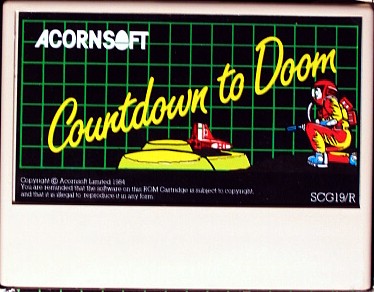 ACORNSOFT
Countdown to Doom
Copyright © Acornsoft Limited 1984
You are reminded that the software on this ROM Cartridge is subject to copyright,
and that it is illegal to reproduce it in any form.
SCG19/R